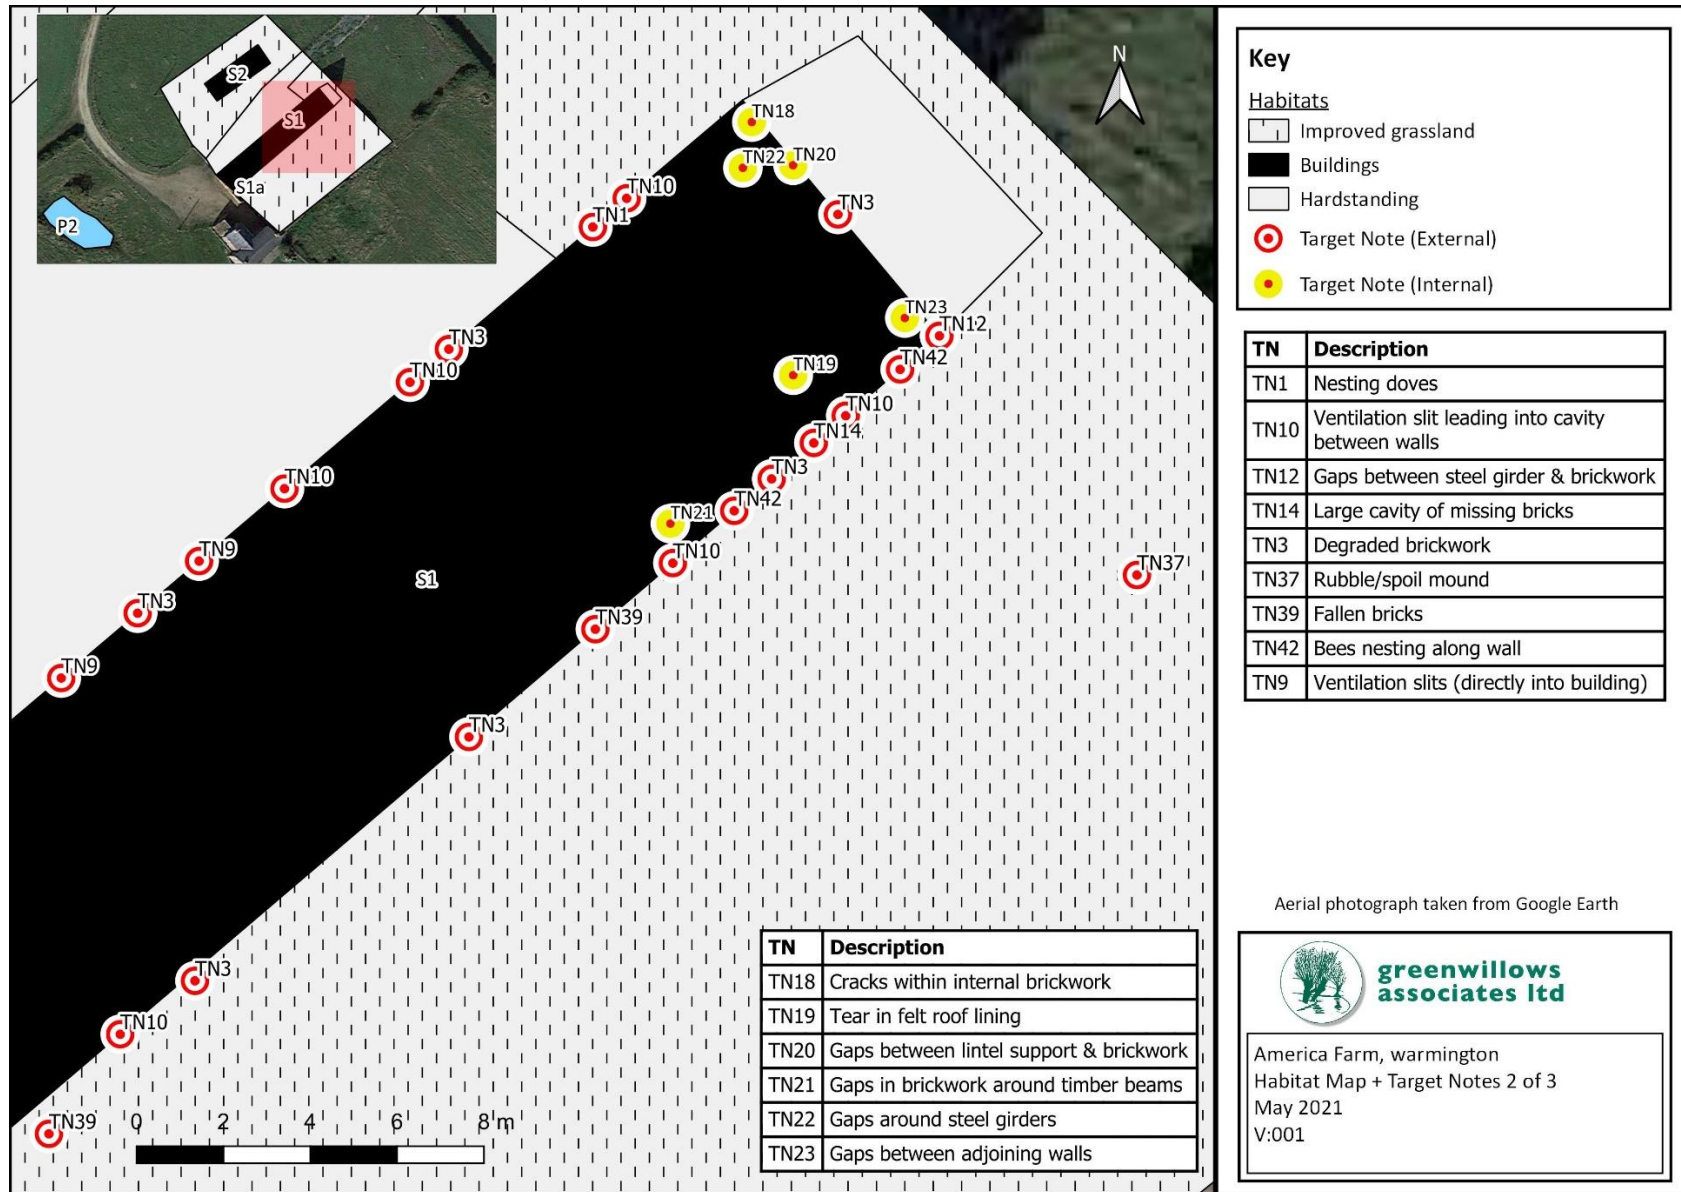 S2
S1
S1a
P2
N
TN18
TN22
TN20
TN10
TN1
TN3
TN23
TN12
TN3
TN10
TN42
TN19
TN10
TN14
TN3
TN10
TN42
TN21
TN10
TN9
S1
TN37
TN3
TN39
TN9
TN3
TN3
TN10
TN39
0 2 4 6 8 m
TN Description
TN18 Cracks within internal brickwork
TN19 Tear in felt roof lining
TN20 Gaps between lintel support & brickwork
TN21 Gaps in brickwork around timber beams
TN22 Gaps around steel girders
TN23 Gaps between adjoining walls
Key
Habitats
Improved grassland
Buildings
Hardstanding
Target Note (External)
Target Note (Internal)
TN Description
TN1 Nesting doves
TN10 Ventilation slit leading into cavity
between walls
TN12 Gaps between steel girder & brickwork
TN14 Large cavity of missing bricks
TN3 Degraded brickwork
TN37 Rubble/spoil mound
TN39 Fallen bricks
TN42 Bees nesting along wall
TN9 Ventilation slits (directly into building)
Aerial photograph taken from Google Earth
greenwillows
associates ltd
America Farm, warmington
Habitat Map + Target Notes 2 of 3
May 2021
V:001